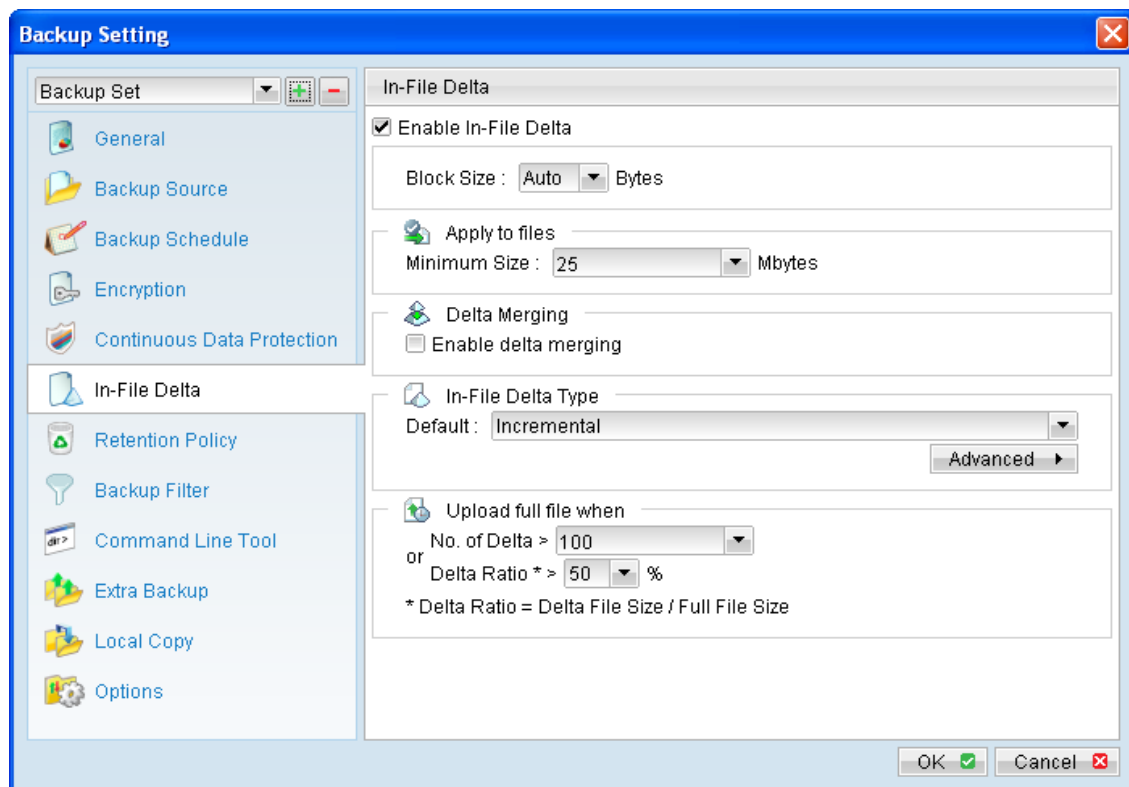 Backup Setting
Backup Set
General
Backup Source
Backup Schedule
Encryption
Continuous Data Protection
In-File Delta
Retention Policy
Backup Filter
dir>
Command Line Tool
Extra Backup
Local Copy
Options
In-File Delta
Enable In-File Delta
Block Size : Auto Bytes
Apply to files
Minimum Size : 25 Mbytes
Delta Merging
Enable delta merging
In-File Delta Type
Default : Incremental
Advanced
Upload full file when
No. of Delta > 100
or
Delta Ratio * > 50 %
* Delta Ratio = Delta File Size / Full File Size
OK Cancel